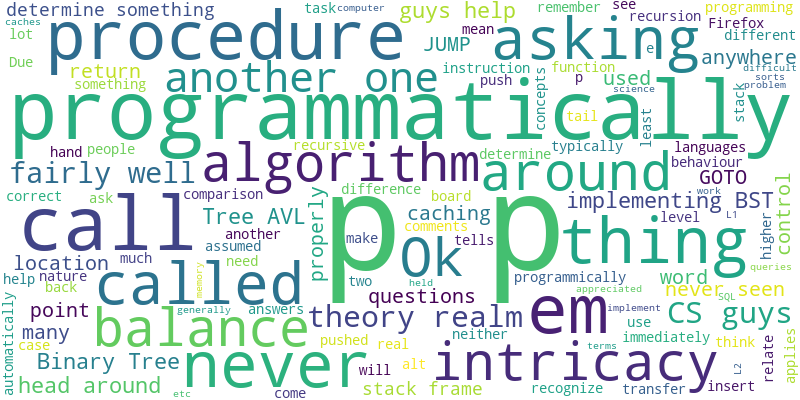 determine something task computer guys help remember see programming
caches recursion Firefox
lot procedure JUMP asking mean different
Due return another one instruction e anywhere difficult
something push function used sorts
programmatically
p concepts science stack problem
hand people recursive tail least languages
fairly well algorithm determine typically around behaviour
correct ask comparison difference board properly implementing BST GOTO
call Tree AVL p p caching level work control
another make comments tells thing higher L1
location much assumed Ok programmically word queries
help nature need two held appreciated never seen
back called memory questions neither SQL
point generally answers theory realm em use CS guys
many balance pushed real immediately implement think
automatically case Binary Tree never will alt intricacy terms L2 relate applies
head around etc come stack frame recognize transfer insert